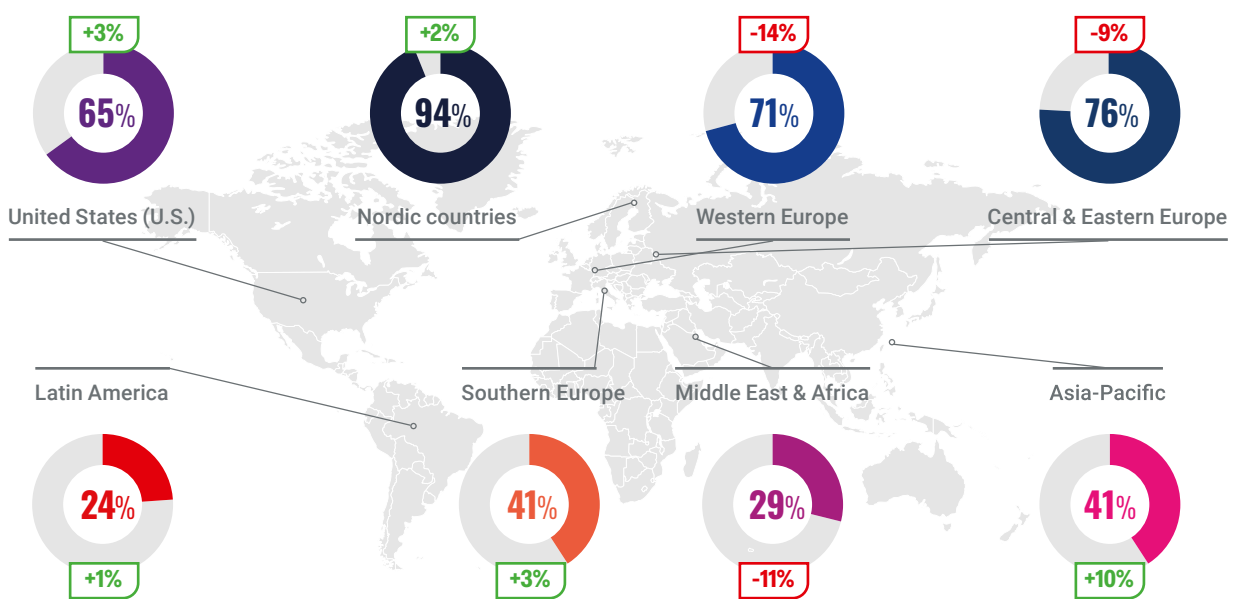 +3%
+2%
-14%
-9%
65%
94%
71%
76%
United States (U.S.)
Nordic countries
Western Europe
Central & Eastern Europe
Latin America
Southern Europe
Middle East & Africa
Asia-Pacific
24%
41%
29%
41%
+1%
+3%
-11%
+10%